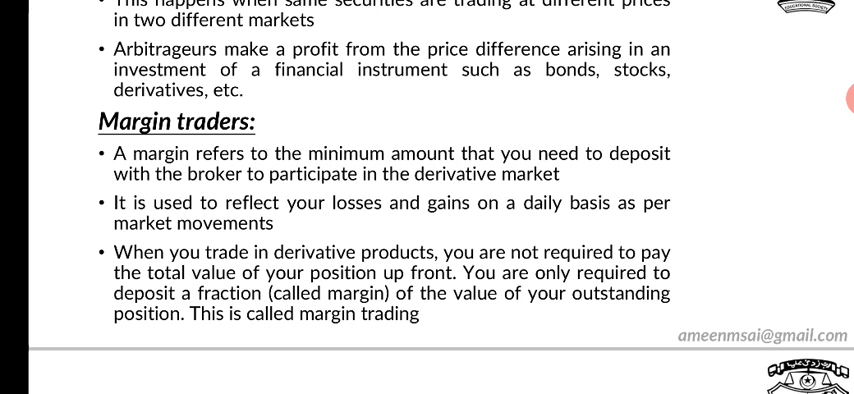 This happens when same securities are trading at different prices
in two different markets
• Arbitrageurs make a profit from the price difference arising in an
investment of a financial instrument such as bonds, stocks,
derivatives, etc.
Margin traders:
• A margin refers to the minimum amount that you need to deposit
with the broker to participate in the derivative market
• It is used to reflect your losses and gains on a daily basis as per
market movements
• When you trade in derivative products, you are not required to pay
the total value of your position up front. You are only required to
deposit a fraction (called margin) of the value of your outstanding
position. This is called margin trading
ameenmsai@gmail.com